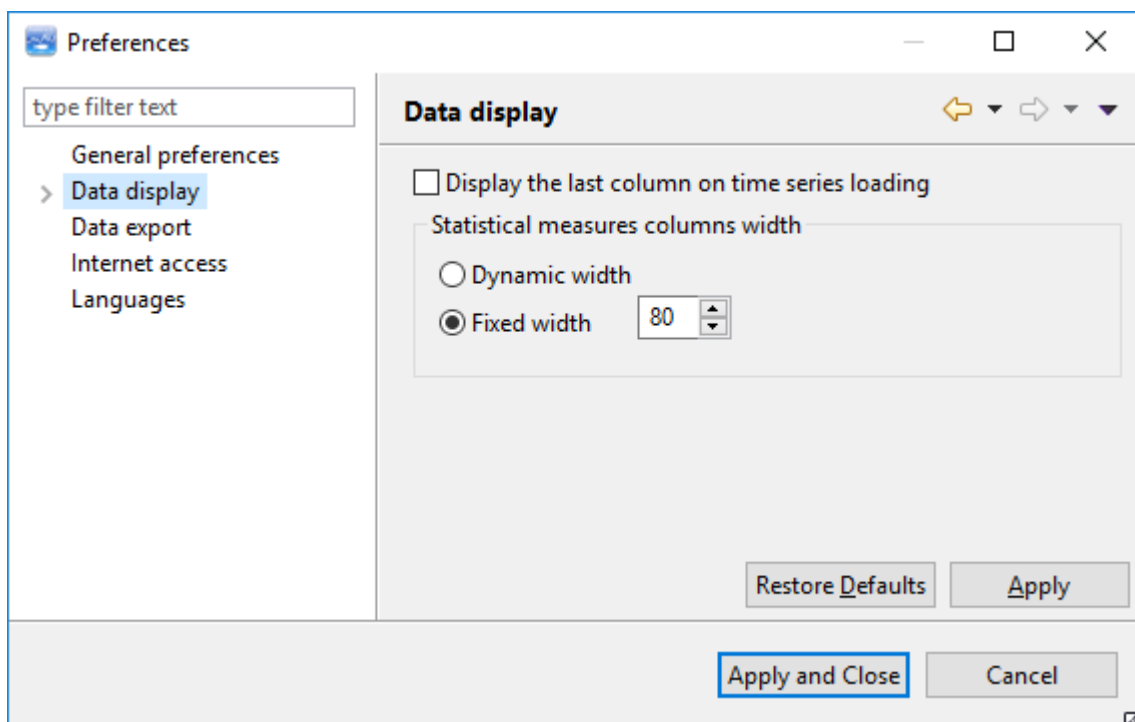 Preferences
type filter text
General preferences
Data display
Data export
Internet access
Languages
Data display
Display the last column on time series loading
Statistical measures columns width
Dynamic width
Fixed width 80
Restore Defaults Apply
Apply and Close Cancel